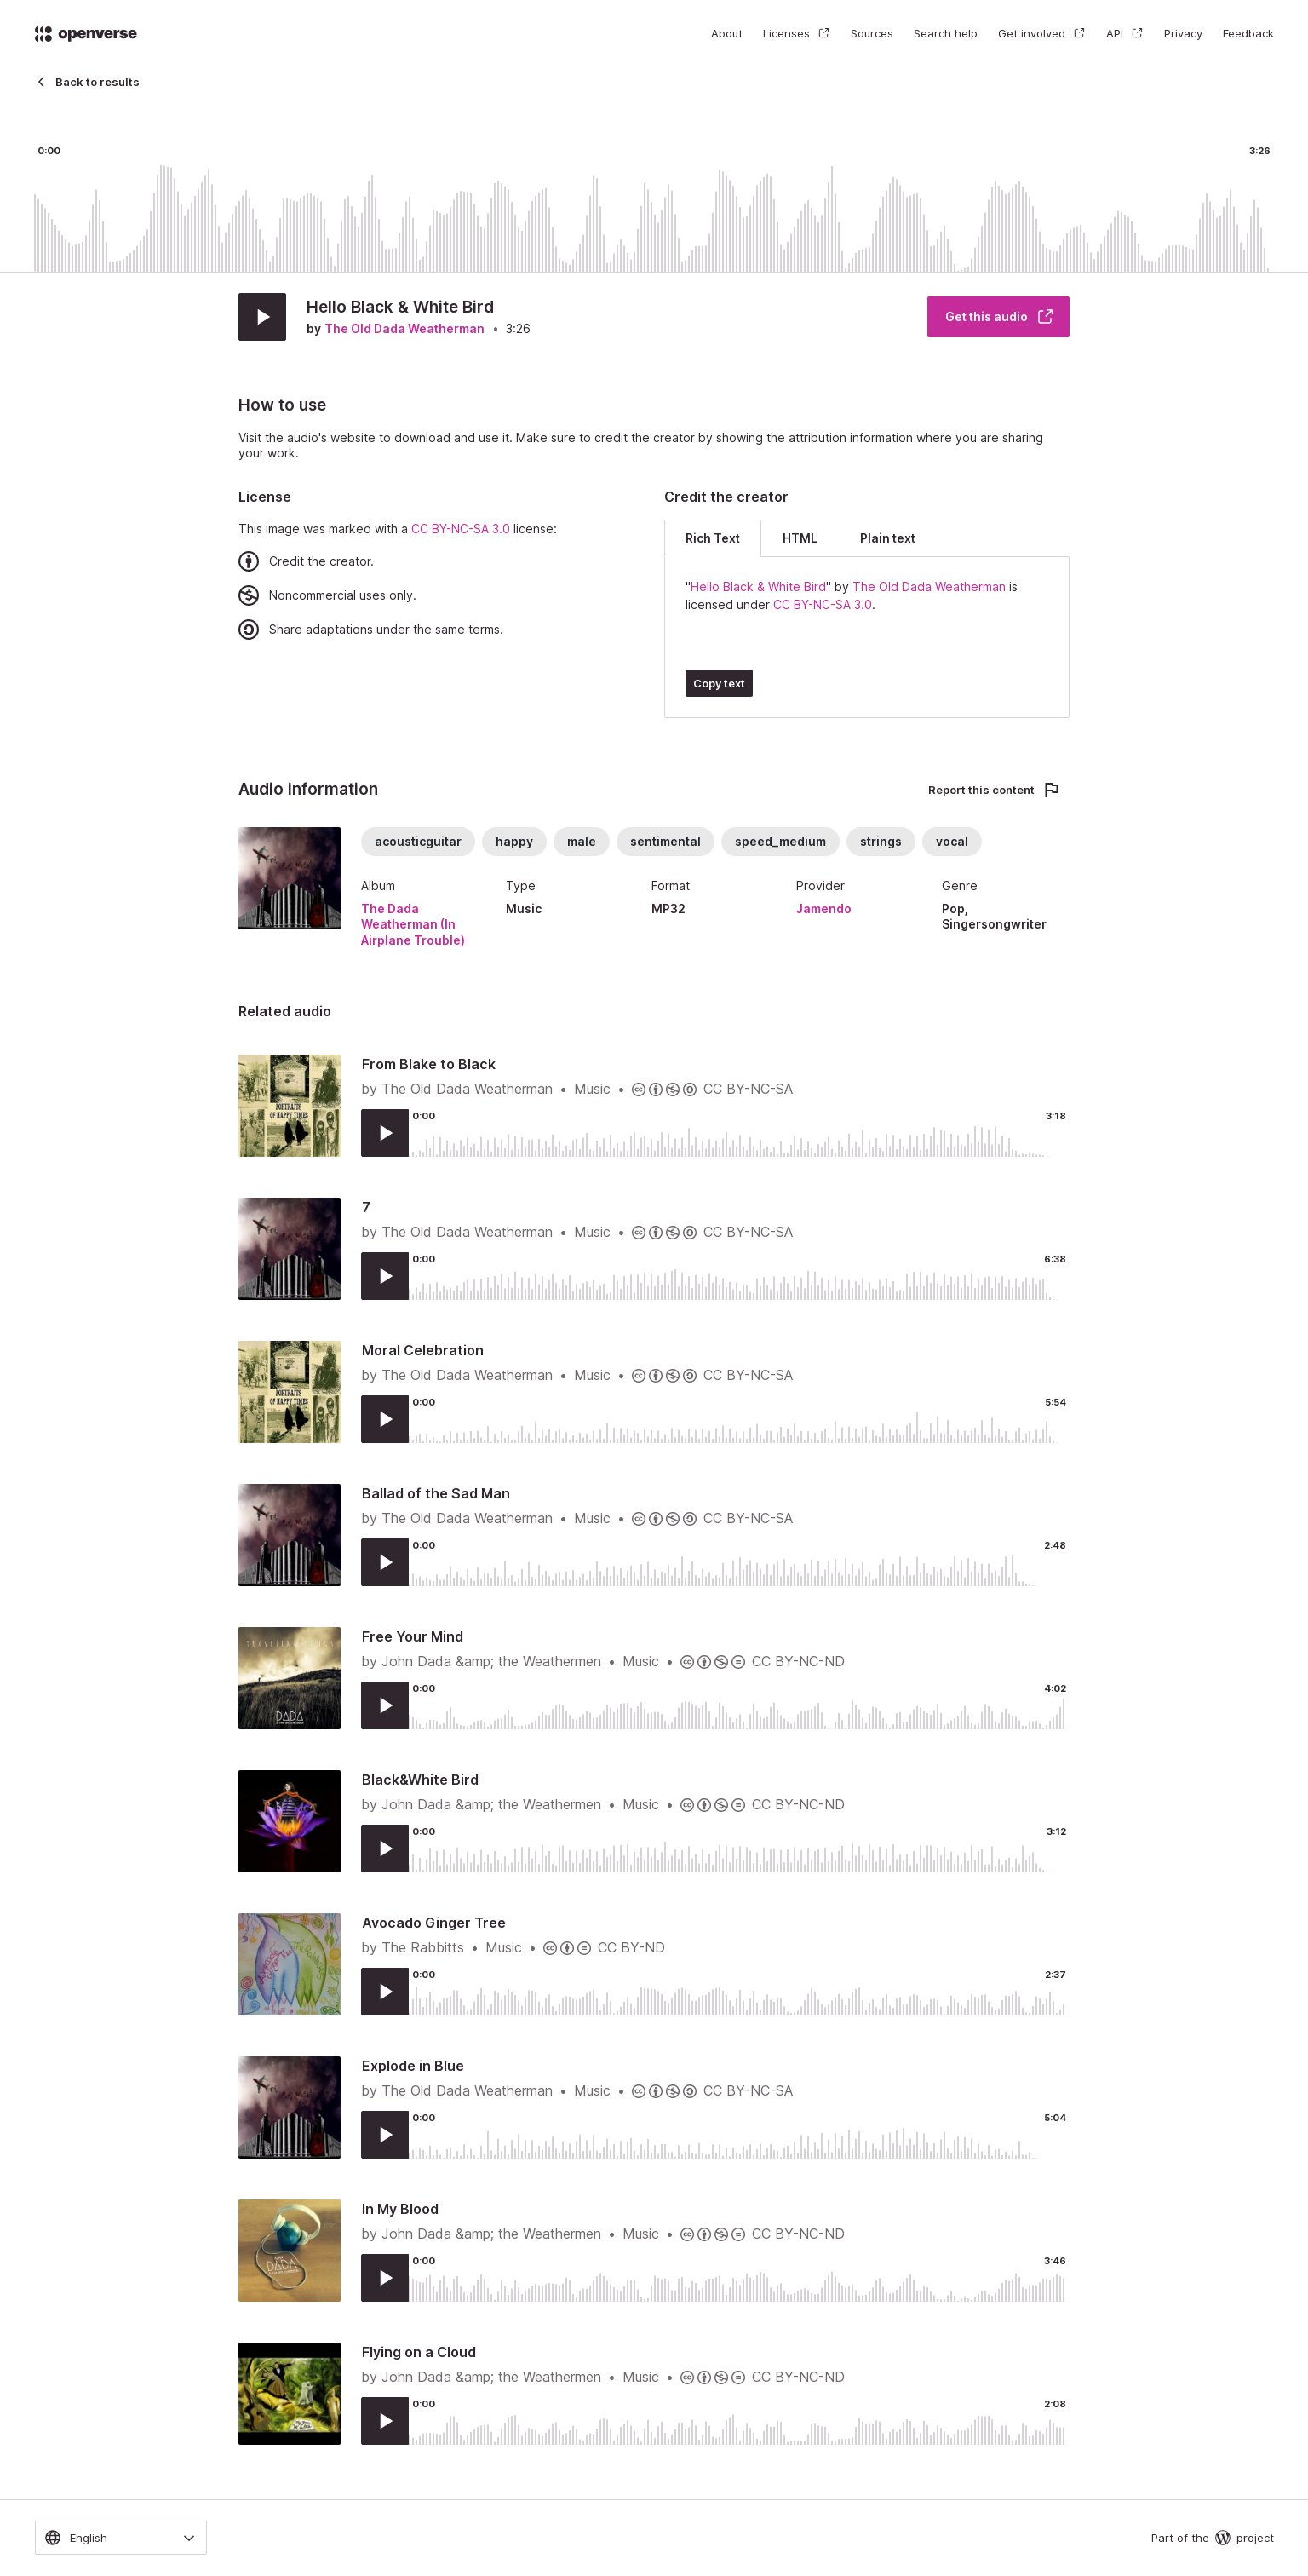 openverse
About
Licenses
Sources
Search help
Get involved
API
Privacy
Feedback
Back to results
0:00
3:26
Hello Black & White Bird
by The Old Dada Weatherman • 3:26
Get this audio
How to use
Visit the audio's website to download and use it. Make sure to credit the creator by showing the attribution information where you are sharing
your work.
License
This image was marked with a CC BY-NC-SA 3.0 license:
Credit the creator.
Noncommercial uses only.
Share adaptations under the same terms.
Credit the creator
Rich Text
HTML
Plain text
"Hello Black & White Bird" by The Old Dada Weatherman is
licensed under CC BY-NC-SA 3.0.
Copy text
Audio information
Report this content
acousticguitar
happy
male
sentimental
speed_medium
strings
vocal
Album
The Dada
Weatherman (In
Airplane Trouble)
Type
Music
Format
MP32
Provider
Jamendo
Genre
Pop,
Singersongwriter
Related audio
PORTRAITS
OF HAPPY TIMES
From Blake to Black
by The Old Dada Weatherman • Music • CC BY-NC-SA
0:00
3:18
7
by The Old Dada Weatherman • Music • CC BY-NC-SA
0:00
6:38
PORTRAITS
OF HAPPY TIMES
Moral Celebration
by The Old Dada Weatherman • Music • CC BY-NC-SA
0:00
5:54
Ballad of the Sad Man
by The Old Dada Weatherman • Music • CC BY-NC-SA
0:00
2:48
DADA
Free Your Mind
by John Dada &amp; the Weathermen • Music • CC BY-NC-ND
0:00
4:02
Black&White Bird
by John Dada &amp; the Weathermen • Music • CC BY-NC-ND
0:00
3:12
Avocado Ginger Tree
by The Rabbitts • Music • CC BY-ND
0:00
2:37
Explode in Blue
by The Old Dada Weatherman • Music • CC BY-NC-SA
0:00
5:04
DADA
In My Blood
by John Dada &amp; the Weathermen • Music • CC BY-NC-ND
0:00
3:46
Flying on a Cloud
by John Dada &amp; the Weathermen • Music • CC BY-NC-ND
0:00
2:08
English
Part of the
project